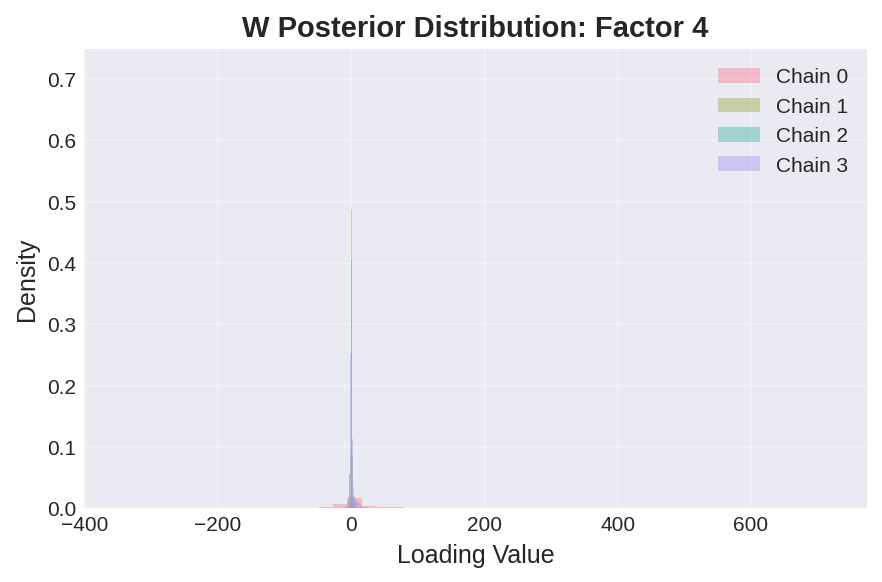 W Posterior Distribution: Factor 4
Chain 0
Chain 1
Chain 2
Chain 3
Density
0.7
0.6
0.5
0.4
0.3
0.2
0.1
0.0
−400
−200
0
200
400
600
Loading Value